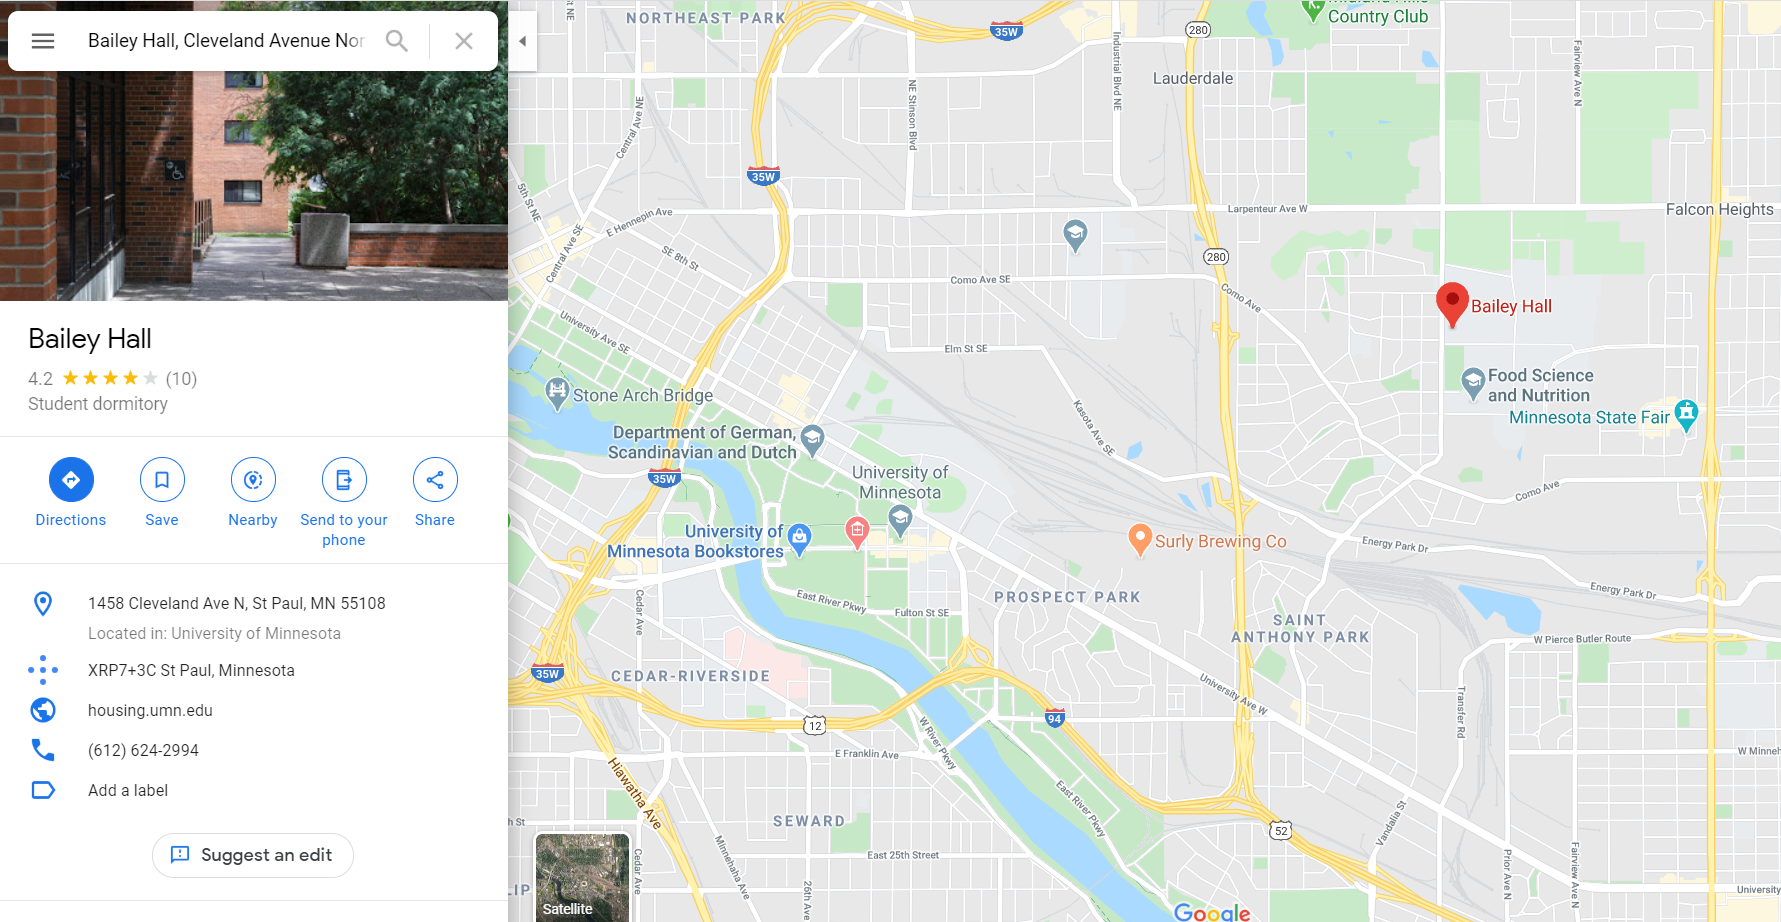 Bailey Hall, Cleveland Avenue Nor
Bailey Hall
4.2
(10)
Student dormitory
Directions
Save
Nearby
Send to your
phone
Share
1458 Cleveland Ave N, St Paul, MN 55108
Located in: University of Minnesota
XRP7+3C St Paul, Minnesota
housing.umn.edu
(612) 624-2994
Add a label
Suggest an edit
Satellite
NE
NORTHEAST PARK
35W
280
Country Club
Lauderdale
Industrial Blvd NE
Fairview Ave N
NE Stinson Blvd
Central Ave NE
35W
5th St NE
E Hennepin Ave
Larpenteur Ave W
Falcon Heights
Central Ave SE
SE 8th St
280
Como Ave SE
Como Ave
Bailey Hall
University Ave SE
Elm St SE
Stone Arch Bridge
Food Science
and Nutrition
Minnesota State Fair
Kasota Ave SE
Department of German,
Scandinavian and Dutch
University of
Minnesota
35W
Como Ave
University of
Minnesota Bookstores
Surly Brewing Co
Energy Park Dr
Energy Park Dr
East River Pkwy
Fulton St SE
Cedar Ave
PROSPECT PARK
SAINT
ANTHONY PARK
W Pierce Butler Route
35W
CEDAR-RIVERSIDE
University Ave W
Transfer Rd
12
94
W River Pkwy
E Franklin Ave
W Minneh
Hiawatha Ave
East River Pkwy
h St
SEWARD
52
Vandalia St
Minnehaha Ave
East 25th Street
Cedar Ave
26th Ave
LIP
Prior Ave N
Fairview Ave N
University
Google